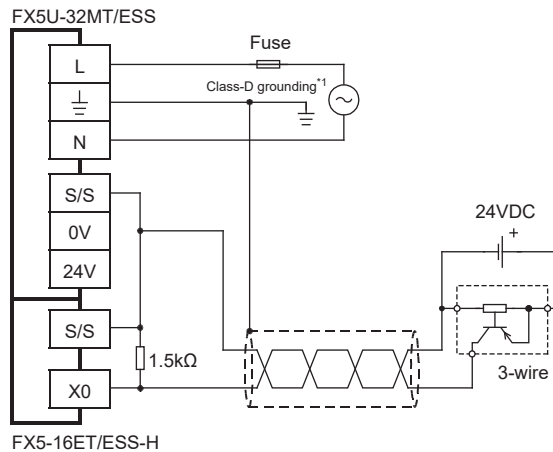 FX5U-32MT/ESS
L
Fuse
Class-D grounding*1
N
S/S
0V
24V
24VDC
+
S/S
1.5kΩ
X0
3-wire
FX5-16ET/ESS-H